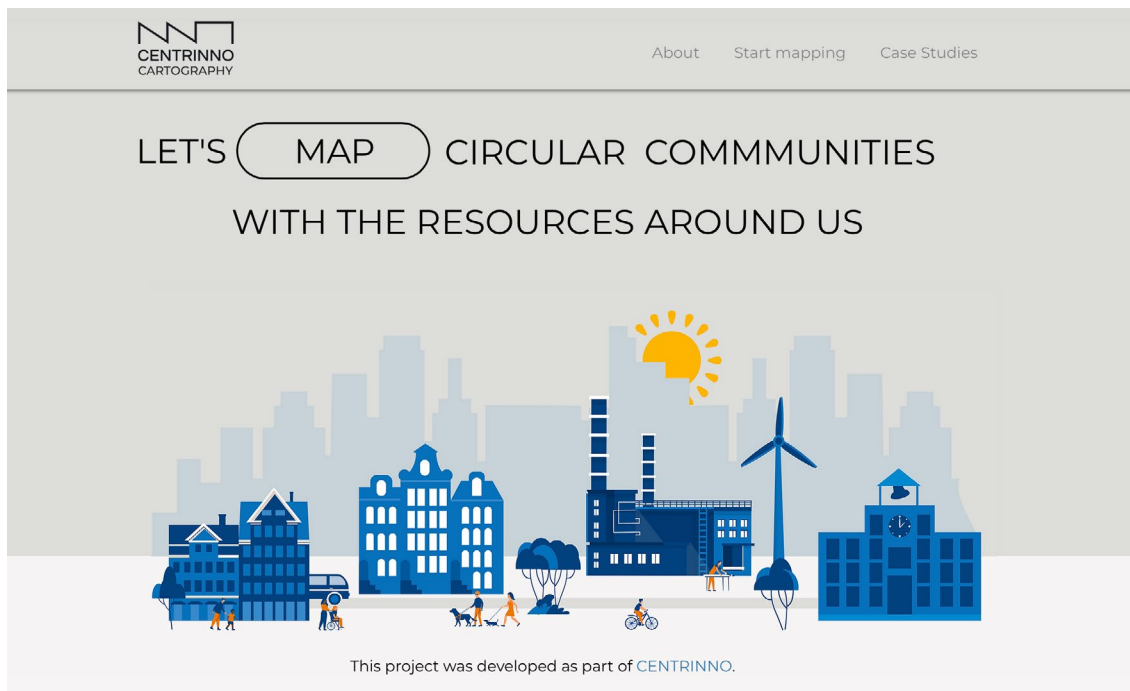 CENTRINNO
CARTOGRAPHY
About Start mapping Case Studies
LET'S MAP CIRCULAR COMMMUNITIES
WITH THE RESOURCES AROUND US
This project was developed as part of CENTRINNO.